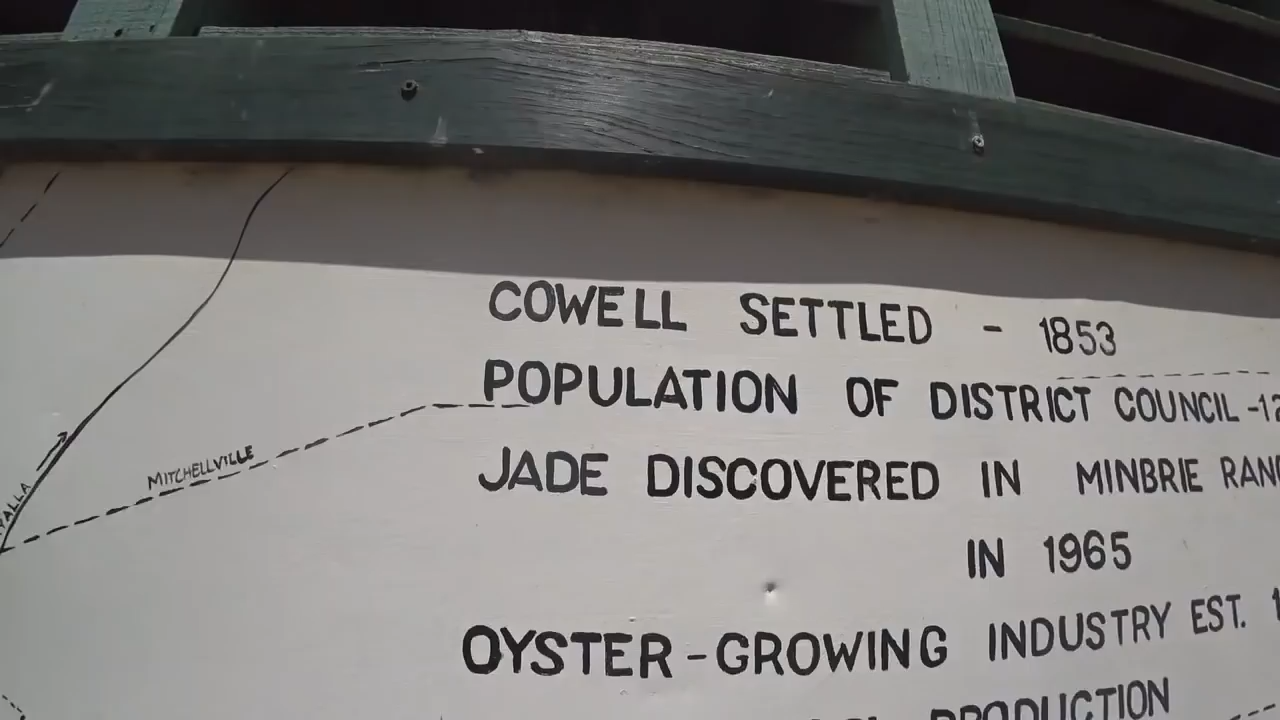 COWELL SETTLED - 1853
POPULATION OF DISTRICT COUNCIL -12
JADE DISCOVERED IN MINBRIE
IN 1965
OYSTER-GROWING INDUSTRY EST.
PRODUCTION
MITCHELLVILLE